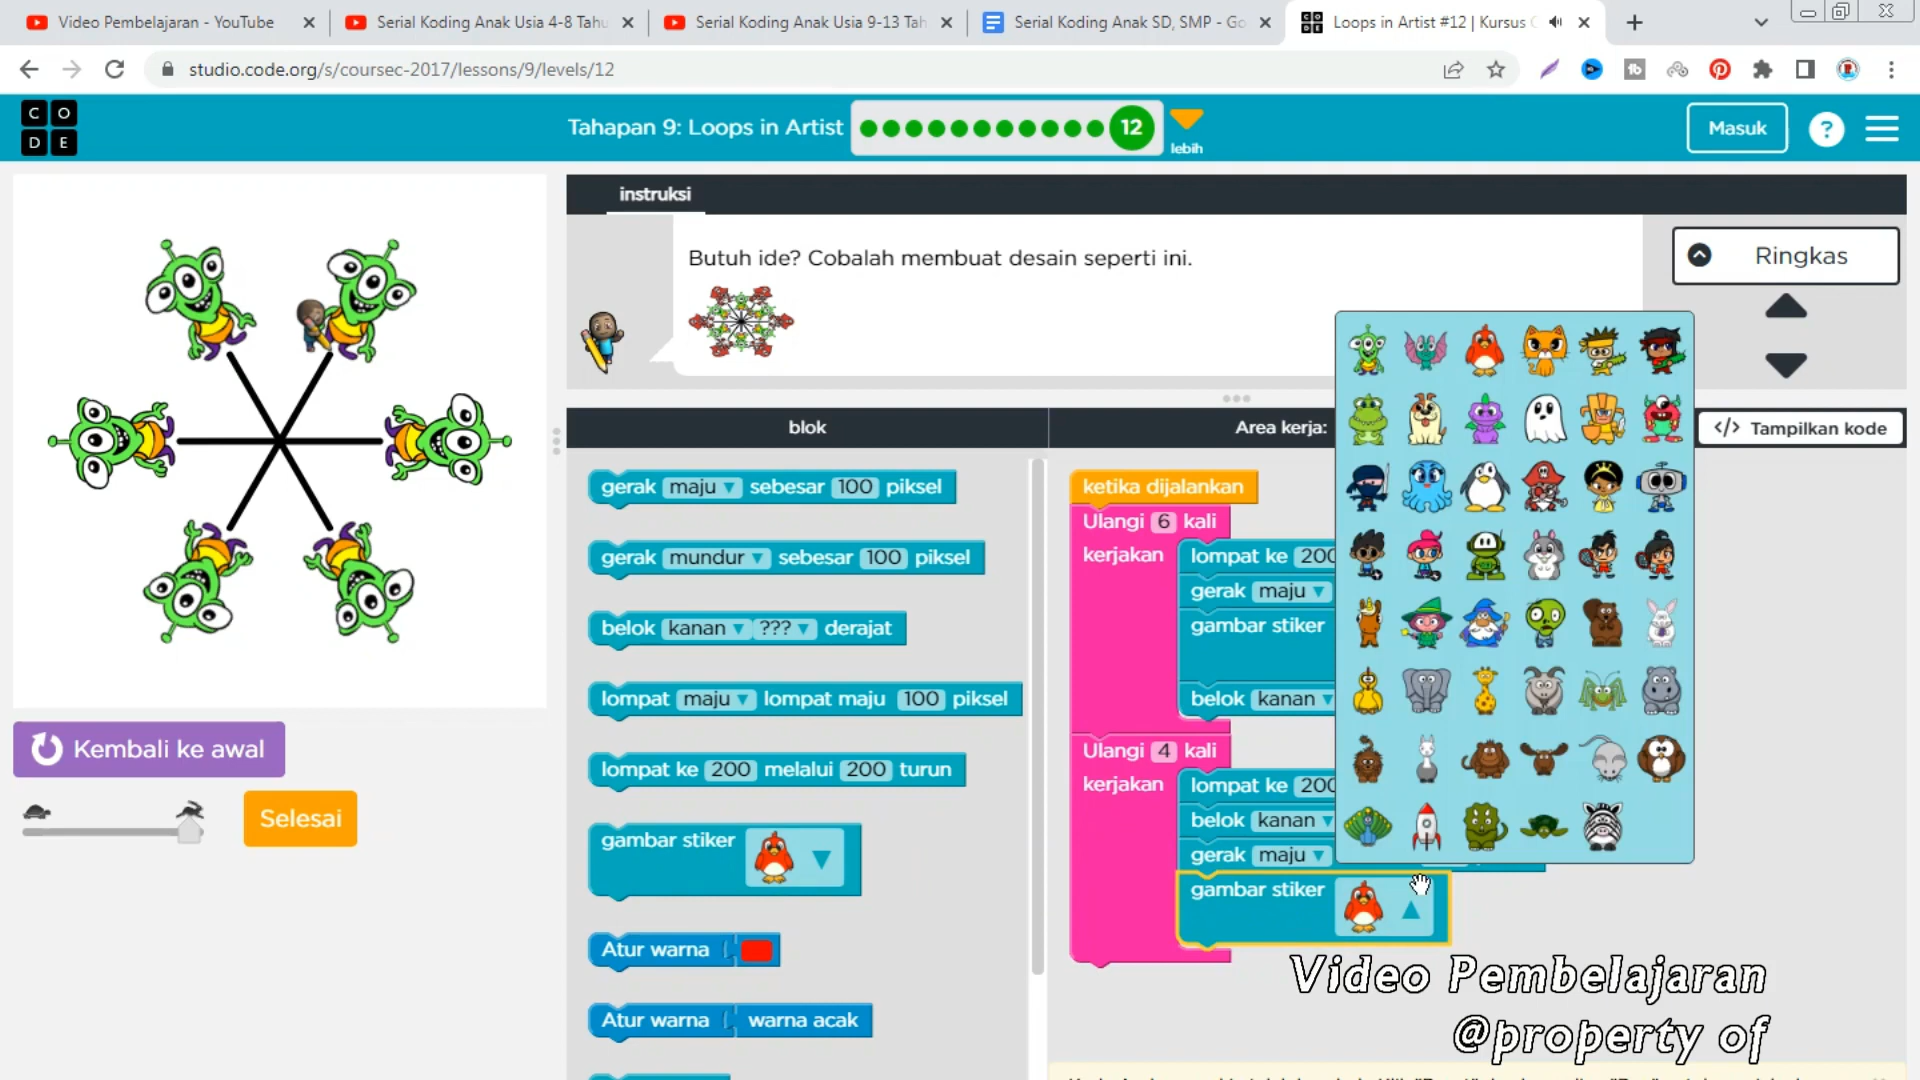 Video Pembelajaran - YouTube
Serial Koding Anak Usia 4-8 Tahu
Serial Koding Anak Usia 9-13 Tah
Serial Koding Anak SD, SMP - Go
Loops in Artist #12 | Kursus
studio.code.org/s/coursec-2017/lessons/9/levels/12
C O
D E
Tahapan 9: Loops in Artist
12
lebih
Masuk
?
instruksi
Butuh ide? Cobalah membuat desain seperti ini.
Ringkas
blok
Area kerja:
</> Tampilkan kode
gerak maju sebesar 100 piksel
gerak mundur sebesar 100 piksel
belok kanan ??? derajat
lompat maju lompat maju 100 piksel
lompat ke 200 melalui 200 turun
gambar stiker
Atur warna
Atur warna warna acak
ketika dijalankan
Ulangi 6 kali
kerjakan
lompat ke 200
gerak maju
gambar stiker
belok kanan
Ulangi 4 kali
kerjakan
lompat ke 200
belok kanan
gerak maju
gambar stiker
Kembali ke awal
Selesai
Video Pembelajaran
@property of